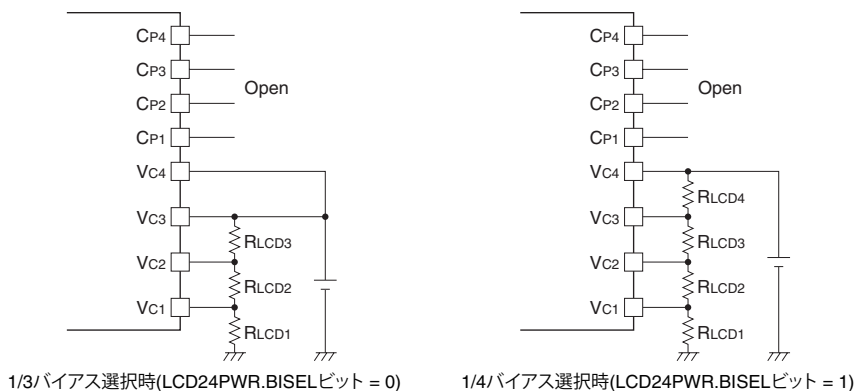 CP4
CP3
CP2
CP1
Open
VC4
VC3
VC2
VC1
RLCD3
RLCD2
RLCD1
1/3バイアス選択時(LCD24PWR.BISELビット = 0)
CP4
CP3
CP2
CP1
Open
VC4
VC3
VC2
VC1
RLCD4
RLCD3
RLCD2
RLCD1
1/4バイアス選択時(LCD24PWR.BISELビット = 1)